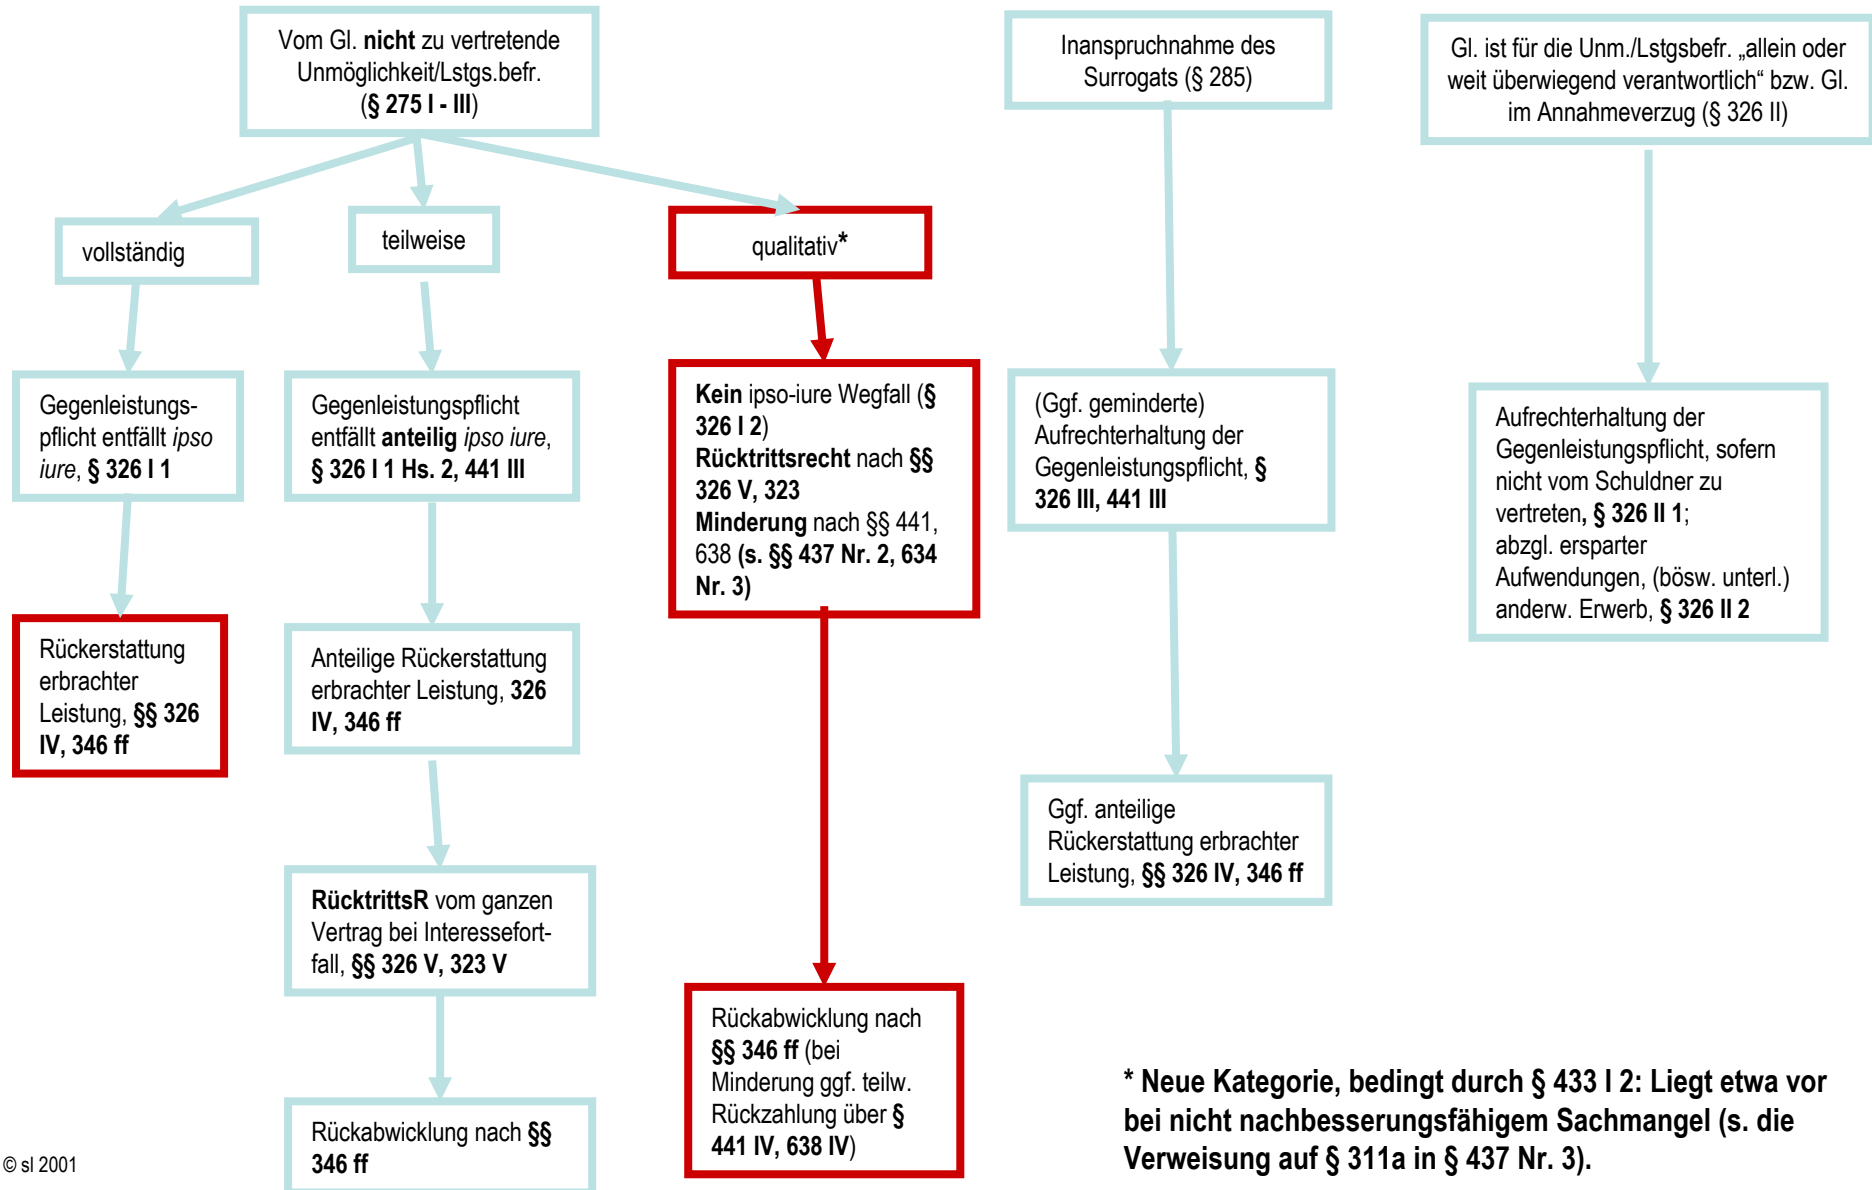 Vom Gl. nicht zu vertretende
Unmöglichkeit/Lstgs.befr.
(§ 275 I - III)
Inanspruchnahme des
Surrogats (§ 285)
Gl. ist für die Unm./Lstgsbefr. „allein oder
weit überwiegend verantwortlich“ bzw. Gl.
im Annahmeverzug (§ 326 II)
vollständig
teilweise
qualitativ*
Gegenleistungs-
pflicht entfällt ipso
iure, § 326 I 1
Gegenleistungspflicht
entfällt anteilig ipso iure,
§ 326 I 1 Hs. 2, 441 III
Kein ipso-iure Wegfall (§
326 I 2)
Rücktrittsrecht nach §§
326 V, 323
Minderung nach §§ 441,
638 (s. §§ 437 Nr. 2, 634
Nr. 3)
(Ggf. geminderte)
Aufrechterhaltung der
Gegenleistungspflicht, §
326 III, 441 III
Aufrechterhaltung der
Gegenleistungspflicht, sofern
nicht vom Schuldner zu
vertreten, § 326 II 1;
abzgl. ersparter
Aufwendungen, (bösw. unterl.)
anderw. Erwerb, § 326 II 2
Rückerstattung
erbrachter
Leistung, §§ 326
IV, 346 ff
Anteilige Rückerstattung
erbrachter Leistung, 326
IV, 346 ff
Ggf. anteilige
Rückerstattung erbrachter
Leistung, §§ 326 IV, 346 ff
RücktrittsR vom ganzen
Vertrag bei Interessefort-
fall, §§ 326 V, 323 V
Rückabwicklung nach
§§ 346 ff (bei
Minderung ggf. teilw.
Rückzahlung über §
441 IV, 638 IV)
Rückabwicklung nach §§
346 ff
* Neue Kategorie, bedingt durch § 433 I 2: Liegt etwa vor
bei nicht nachbesserungsfähigem Sachmangel (s. die
Verweisung auf § 311a in § 437 Nr. 3).
© sl 2001